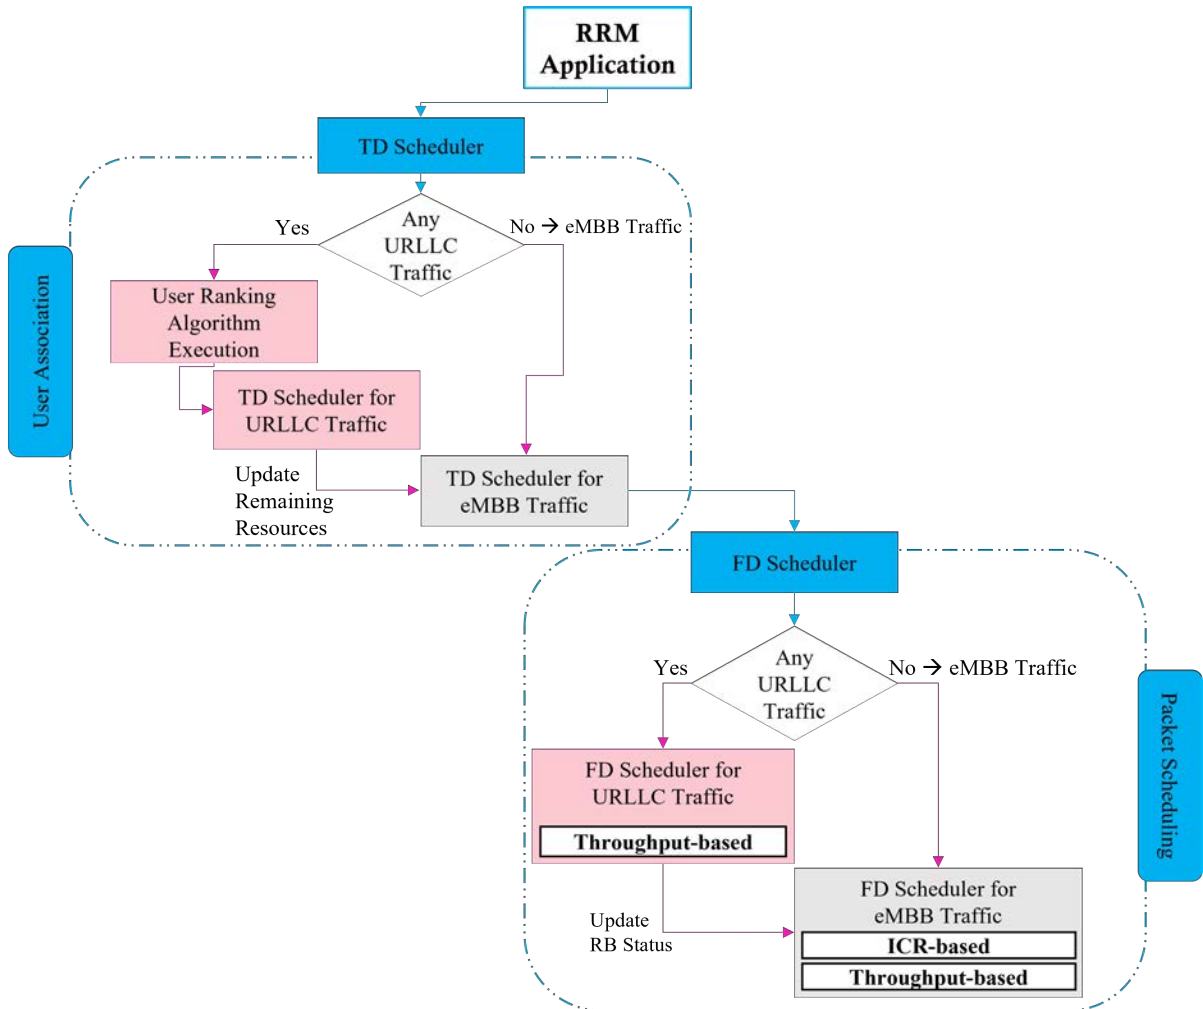 RRM
Application
TD Scheduler
Any
URLLC
Traffic
Yes
No → eMBB Traffic
User Association
User Ranking
Algorithm
Execution
TD Scheduler for
URLLC Traffic
Update
Remaining
Resources
TD Scheduler for
eMBB Traffic
FD Scheduler
Any
URLLC
Traffic
Yes
No → eMBB Traffic
Packet Scheduling
FD Scheduler for
URLLC Traffic
Throughput-based
Update
RB Status
FD Scheduler for
eMBB Traffic
ICR-based
Throughput-based